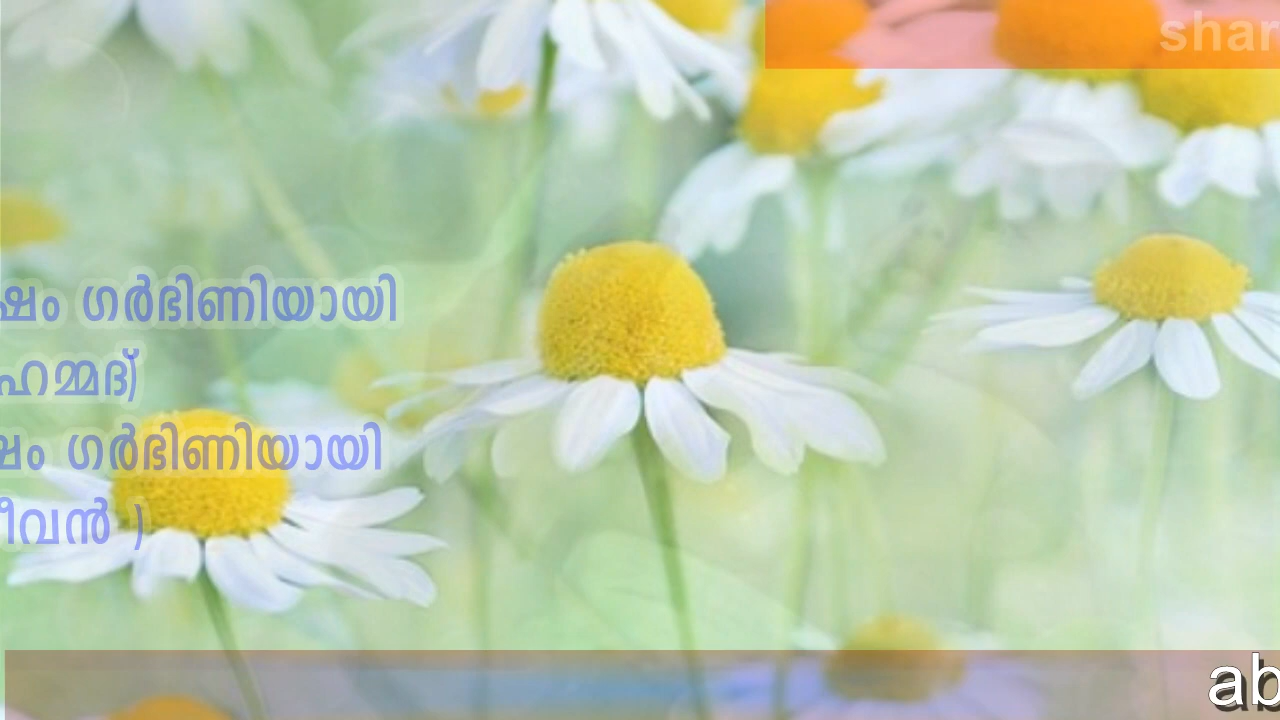 shar
ഷം ഗർഭിണിയായി
ഹമ്മദ്)
ഷം ഗർഭിണിയായി
ീവൻ )
ab